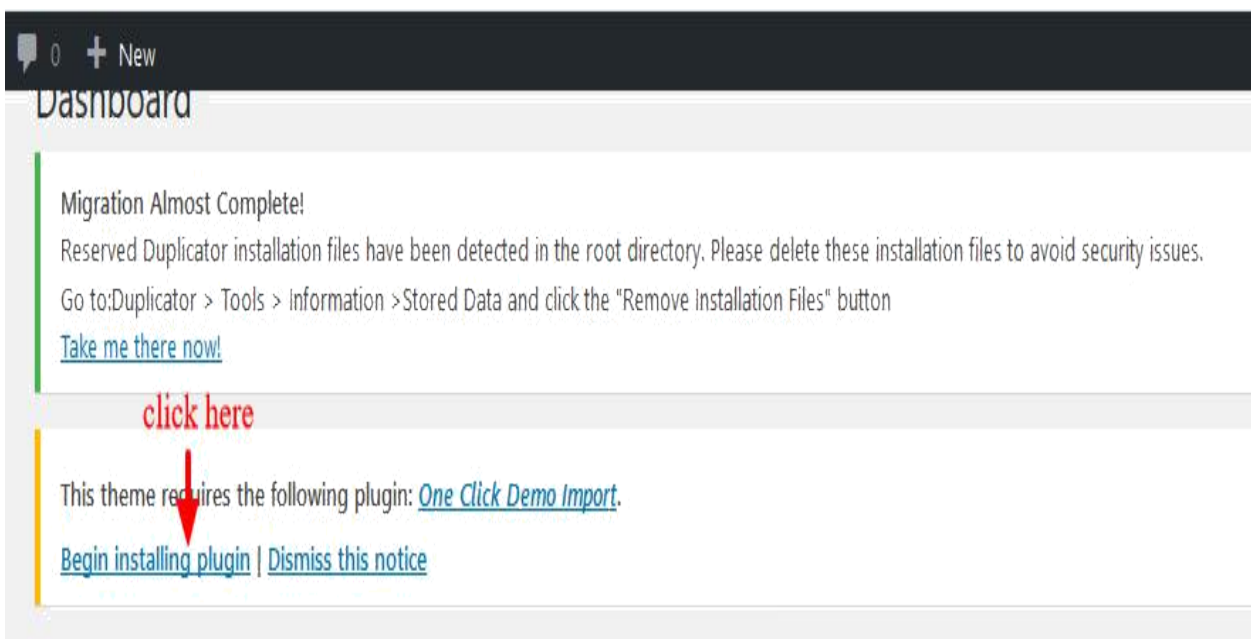 0 + New
Dashboard
Migration Almost Complete!
Reserved Duplicator installation files have been detected in the root directory. Please delete these installation files to avoid security issues.
Go to:Duplicator > Tools > Information >Stored Data and click the "Remove Installation Files" button
Take me there now!
click here
This theme requires the following plugin: One Click Demo Import.
Begin installing plugin | Dismiss this notice